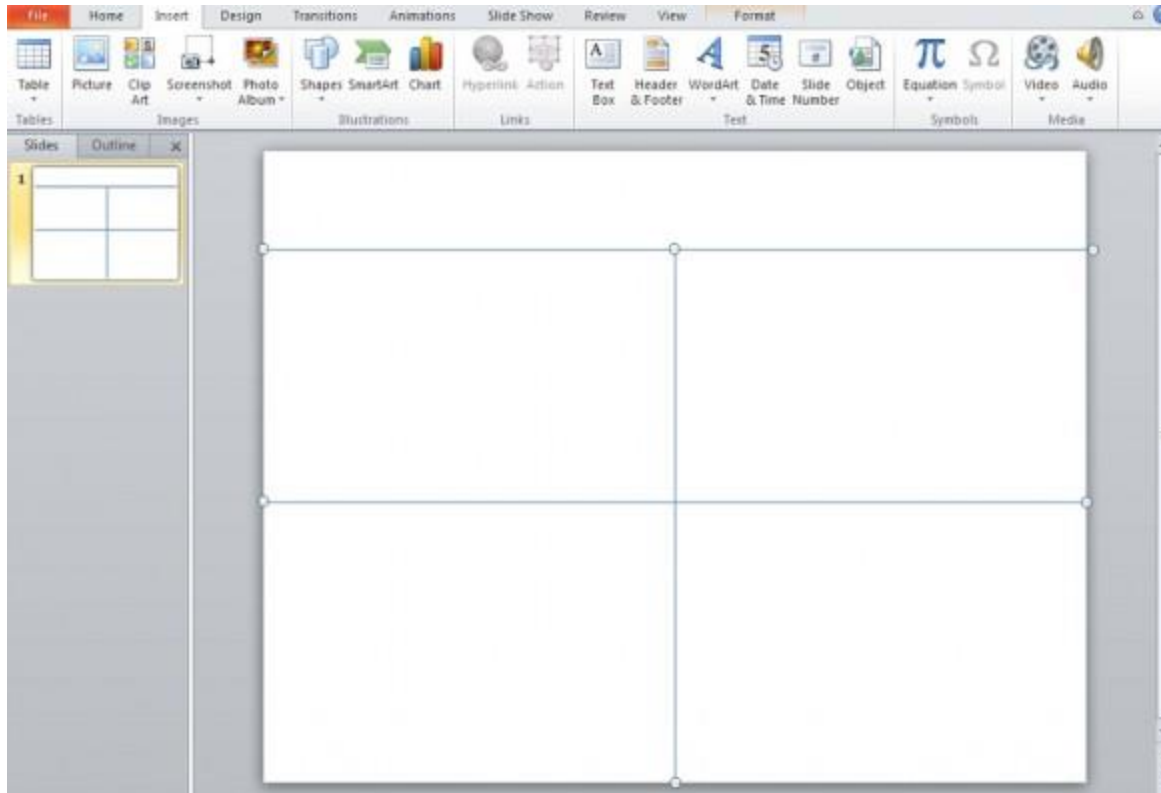 File Home Insert Design Transitions Animations Slide Show Review View Format
Table Picture Clip Art Screenshot Photo Album Shapes SmartArt Chart Hyperlink Action Text Box Header & Footer WordArt Date & Time Slide Number Object Equation Symbol Video Audio
Tables Images Illustrations Links Text Symbols Media
Slides Outline
1